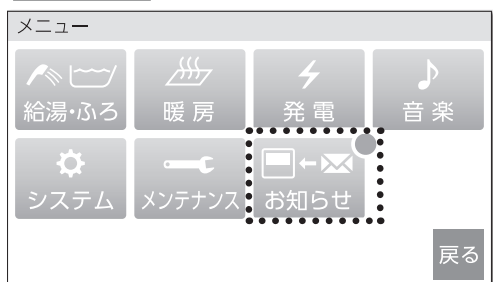 メニュー
給湯・ふろ
暖房
発電
音楽
システム
メンテナンス
お知らせ
戻る